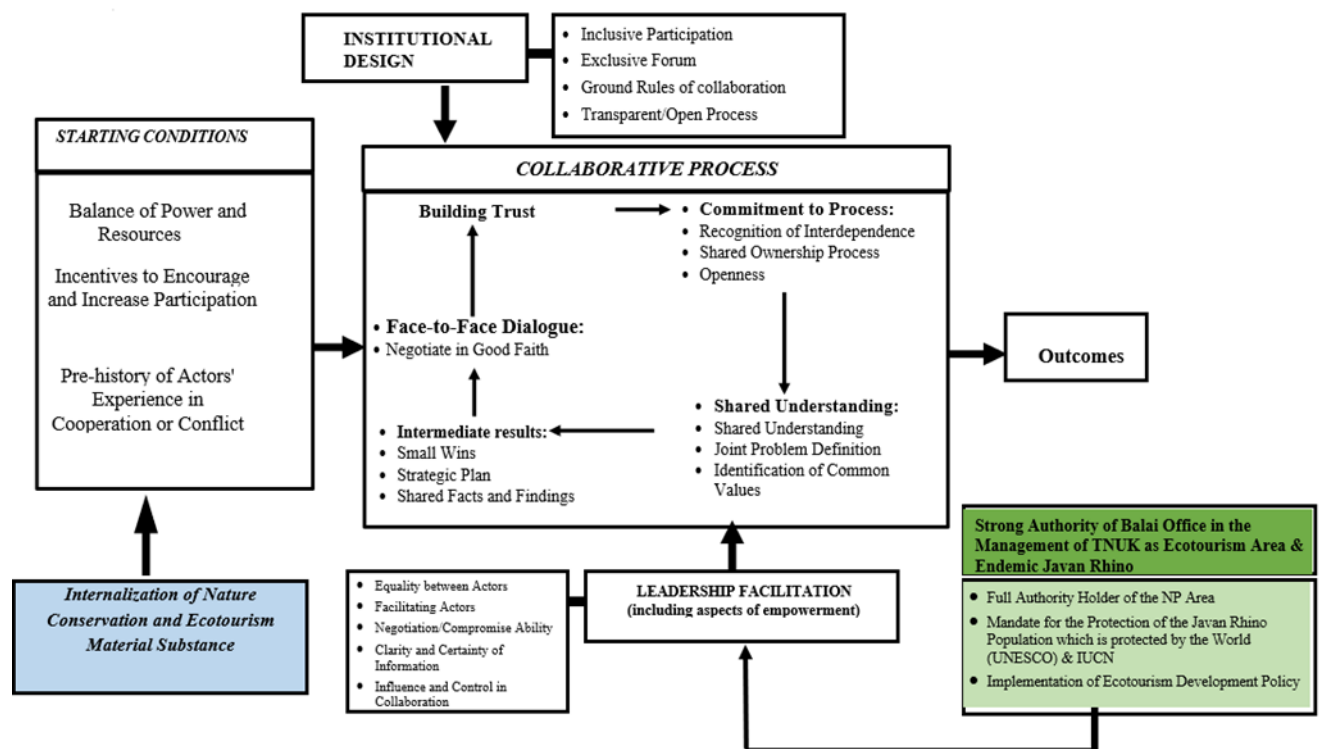 INSTITUTIONAL
DESIGN
• Inclusive Participation
• Exclusive Forum
• Ground Rules of collaboration
• Transparent/Open Process
STARTING CONDITIONS
Balance of Power and
Resources
Incentives to Encourage
and Increase Participation
Pre-history of Actors'
Experience in
Cooperation or Conflict
Internalization of Nature
Conservation and Ecotourism
Material Substance
COLLABORATIVE PROCESS
Building Trust
• Commitment to Process:
• Recognition of Interdependence
• Shared Ownership Process
• Openness
• Face-to-Face Dialogue:
• Negotiate in Good Faith
• Shared Understanding:
• Shared Understanding
• Joint Problem Definition
• Identification of Common
Values
• Intermediate results:
• Small Wins
• Strategic Plan
• Shared Facts and Findings
Outcomes
• Equality between Actors
• Facilitating Actors
• Negotiation/Compromise Ability
• Clarity and Certainty of
Information
• Influence and Control in
Collaboration
LEADERSHIP FACILITATION
(including aspects of empowerment)
Strong Authority of Balai Office in the
Management of TNUK as Ecotourism Area &
Endemic Javan Rhino
• Full Authority Holder of the NP Area
• Mandate for the Protection of the Javan Rhino
Population which is protected by the World
(UNESCO) & IUCN
• Implementation of Ecotourism Development Policy